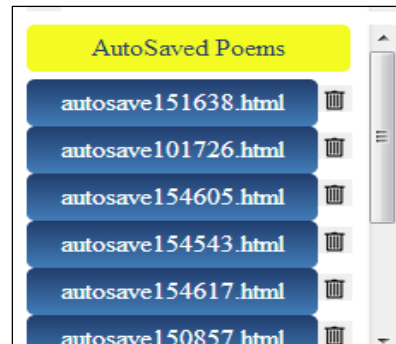 AutoSaved Poems
autosave151638.html
autosave101726.html
autosave154605.html
autosave154543.html
autosave154617.html
autosave150857.html